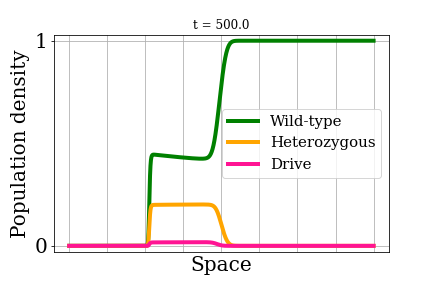 t = 500.0
Population density
1
0
Wild-type
Heterozygous
Drive
Space